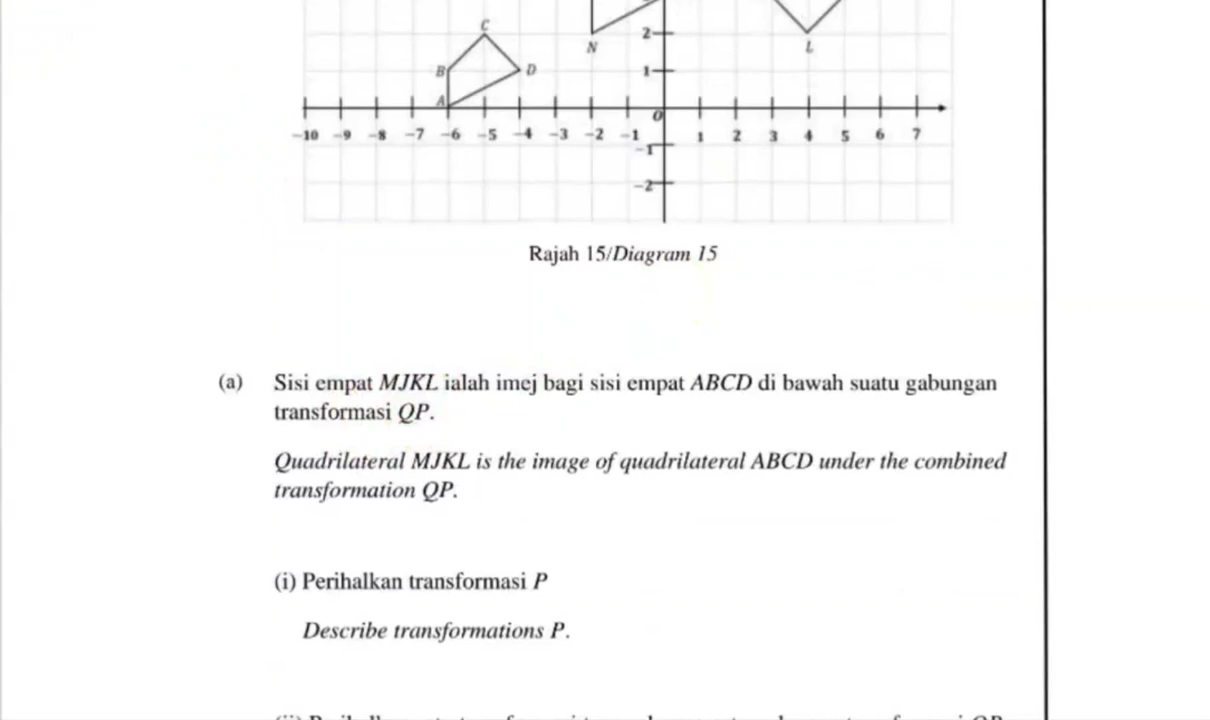 C
2
N
L
B
D
1
A
0
-10 -9 -8 -7 -6 -5 -4 -3 -2 -1 1 2 3 4 5 6 7
-1
-2
Rajah 15/Diagram 15
(a) Sisi empat MJKL ialah imej bagi sisi empat ABCD di bawah suatu gabungan
transformasi QP.
Quadrilateral MJKL is the image of quadrilateral ABCD under the combined
transformation QP.
(i) Perihalkan transformasi P
Describe transformations P.